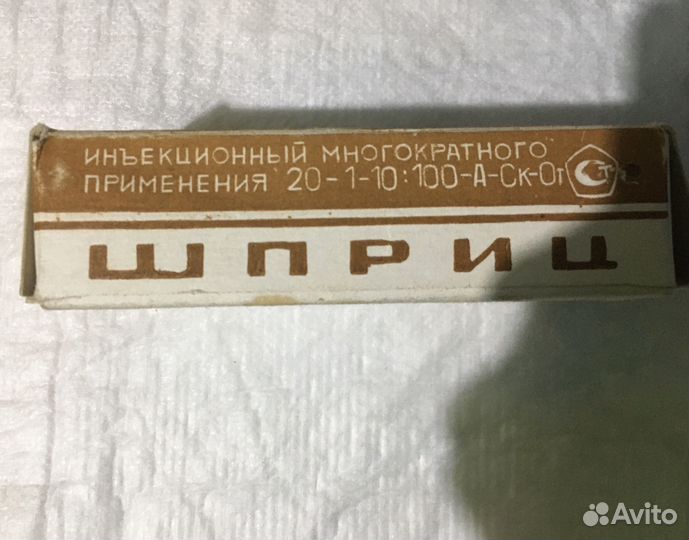 ИНЪЕКЦИОННЫЙ МНОГОКРАТНОГО
ПРИМЕНЕНИЯ 20-1-10:100-А-Ск-От
ШПРИЦ
Avito